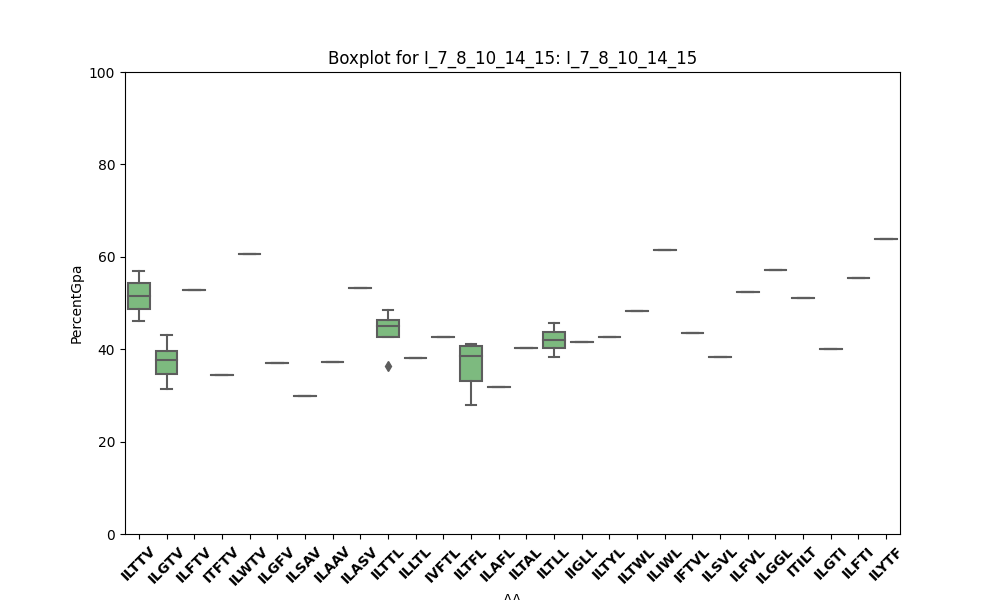 Boxplot for I_7_8_10_14_15: I_7_8_10_14_15
100
80
60
40
20
0
PercentGpa
ILTTV
ILGTV
ILFTV
ITFTV
ILWTV
ILGFV
ILSAV
ILAAV
ILASV
ILTTL
ILLTL
IVFTL
ILTFL
ILAFL
ILTAL
ILTLL
IIGLL
ILTYL
ILTWL
ILIWL
IFTVL
ILSVL
ILFVL
ILGGL
ITILT
ILGTI
ILFTI
ILYTF
AA